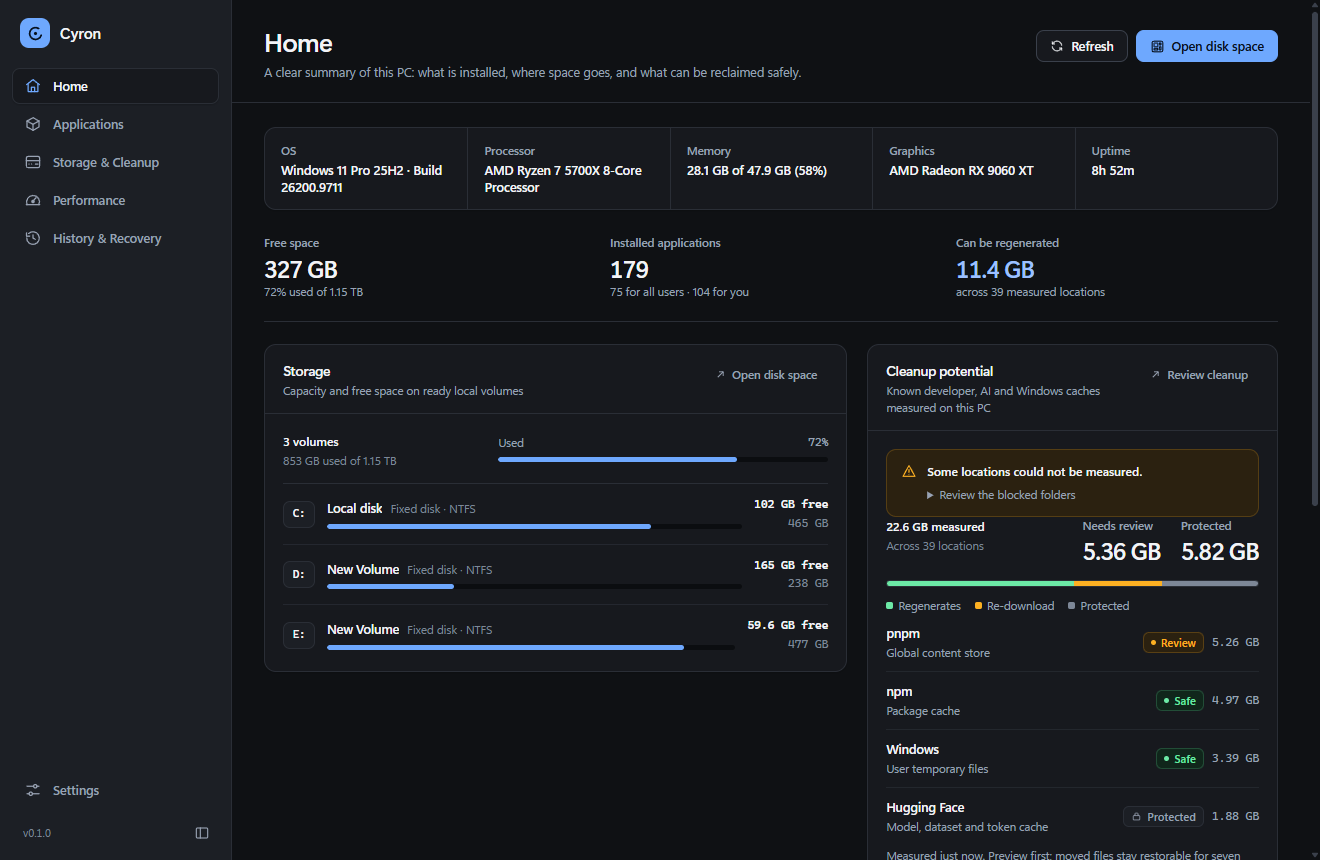 Cyron
Home
Applications
Storage & Cleanup
Performance
History & Recovery
Settings
v0.1.0
Home
A clear summary of this PC: what is installed, where space goes, and what can be reclaimed safely.
Refresh
Open disk space
OS
Windows 11 Pro 25H2 · Build
26200.9711
Processor
AMD Ryzen 7 5700X 8-Core
Processor
Memory
28.1 GB of 47.9 GB (58%)
Graphics
AMD Radeon RX 9060 XT
Uptime
8h 52m
Free space
327 GB
72% used of 1.15 TB
Installed applications
179
75 for all users · 104 for you
Can be regenerated
11.4 GB
across 39 measured locations
Storage
Capacity and free space on ready local volumes
Open disk space
3 volumes
853 GB used of 1.15 TB
Used
72%
C:
Local disk Fixed disk · NTFS
102 GB free
465 GB
D:
New Volume Fixed disk · NTFS
165 GB free
238 GB
E:
New Volume Fixed disk · NTFS
59.6 GB free
477 GB
Cleanup potential
Known developer, AI and Windows caches
measured on this PC
Review cleanup
Some locations could not be measured.
Review the blocked folders
22.6 GB measured
Across 39 locations
Needs review
5.36 GB
Protected
5.82 GB
Regenerates Re-download Protected
pnpm
Global content store
Review 5.26 GB
npm
Package cache
Safe 4.97 GB
Windows
User temporary files
Safe 3.39 GB
Hugging Face
Model, dataset and token cache
Protected 1.88 GB
Measured just now. Preview first; moved files stay restorable for seven